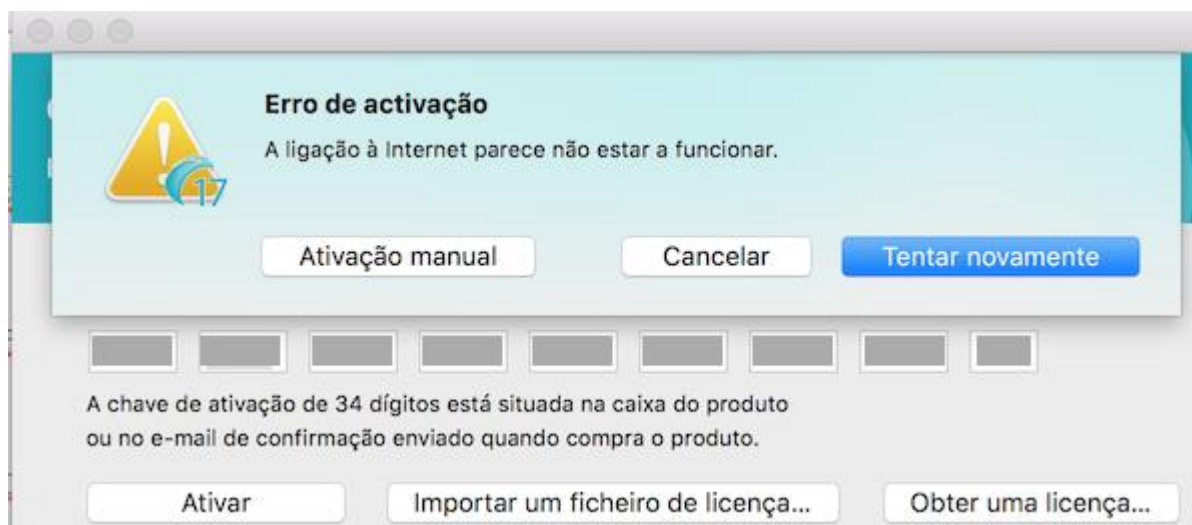 Erro de activação
A ligação à Internet parece não estar a funcionar.
17
Ativação manual
Cancelar
Tentar novamente
A chave de ativação de 34 dígitos está situada na caixa do produto
ou no e-mail de confirmação enviado quando compra o produto.
Ativar
Importar um ficheiro de licença...
Obter uma licença...